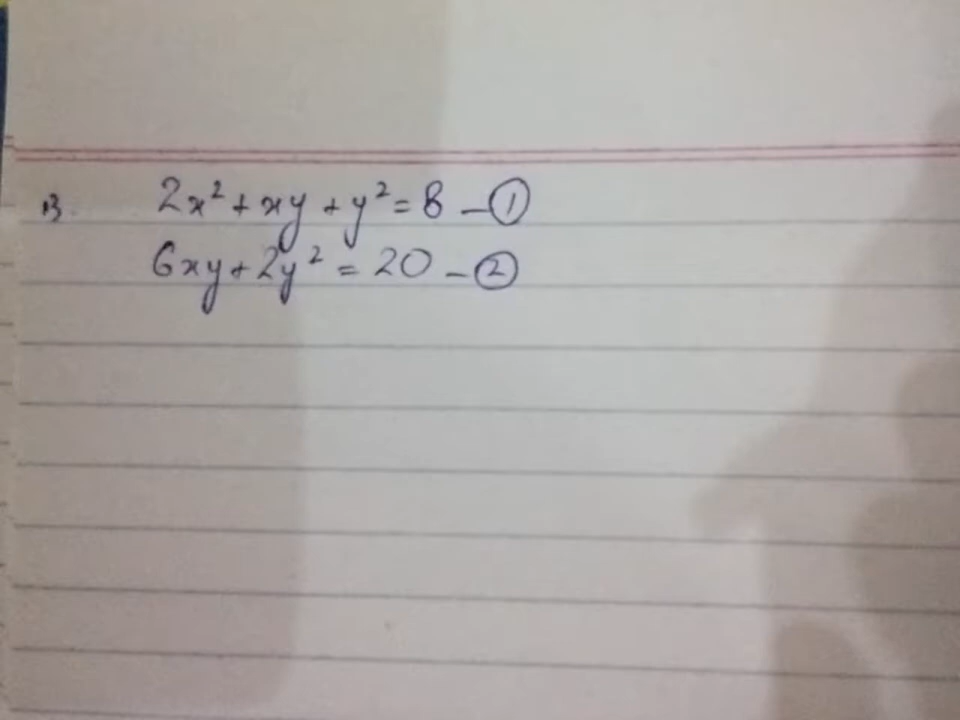 13. 2x² + xy + y² = 8 — ①
6xy + 2y² = 20 — ②